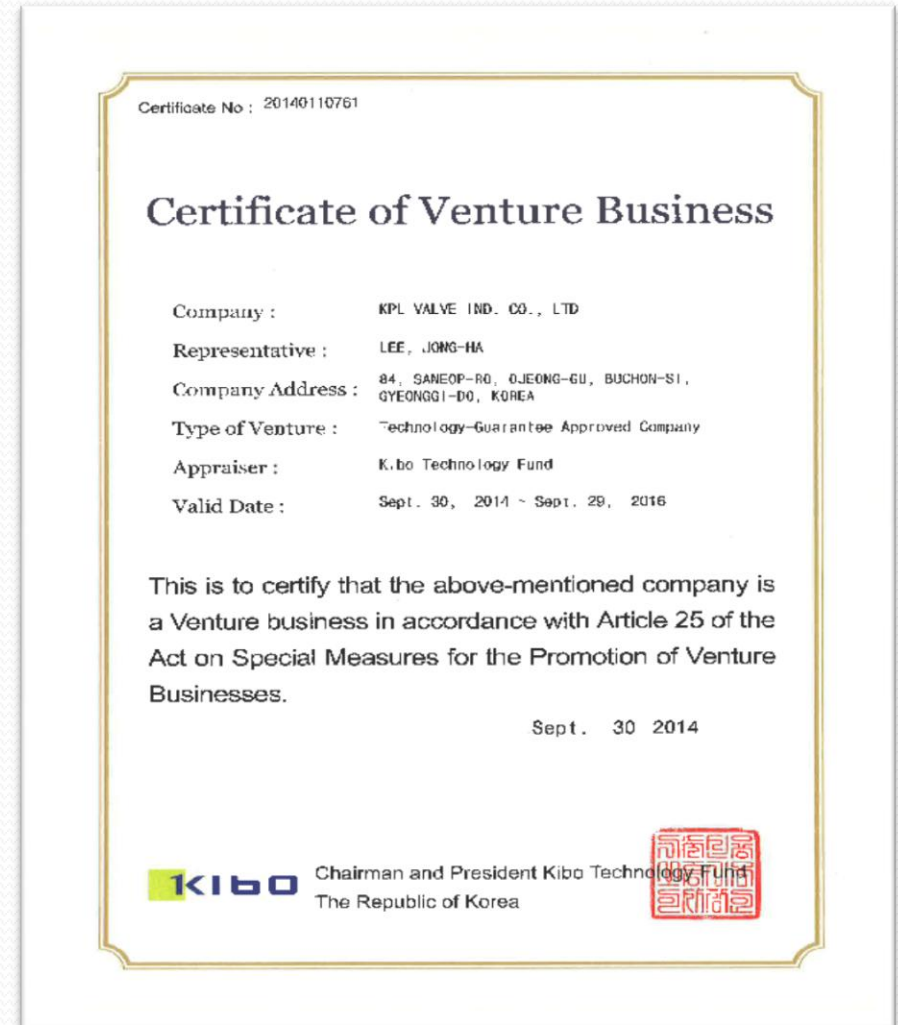 Certificate No : 20140110761
Certificate of Venture Business
Company : KPL VALVE IND. CO., LTD
Representative : LEE, JONG-HA
Company Address : 84, SANEOP-RO, OJEONG-GU, BUCHON-SI,
GYEONGGI-DO, KOREA
Type of Venture : Technology-Guarantee Approved Company
Appraiser : Kibo Technology Fund
Valid Date : Sept. 30, 2014 ~ Sept. 29, 2016
This is to certify that the above-mentioned company is
a Venture business in accordance with Article 25 of the
Act on Special Measures for the Promotion of Venture
Businesses.
Sept. 30 2014
KIBO
Chairman and President Kibo Technology Fund
The Republic of Korea